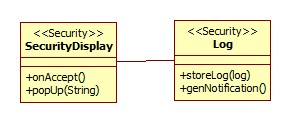 <<Security>>
SecurityDisplay
+onAccept()
+popUp(String)
<<Security>>
Log
+storeLog(log)
+genNotification()